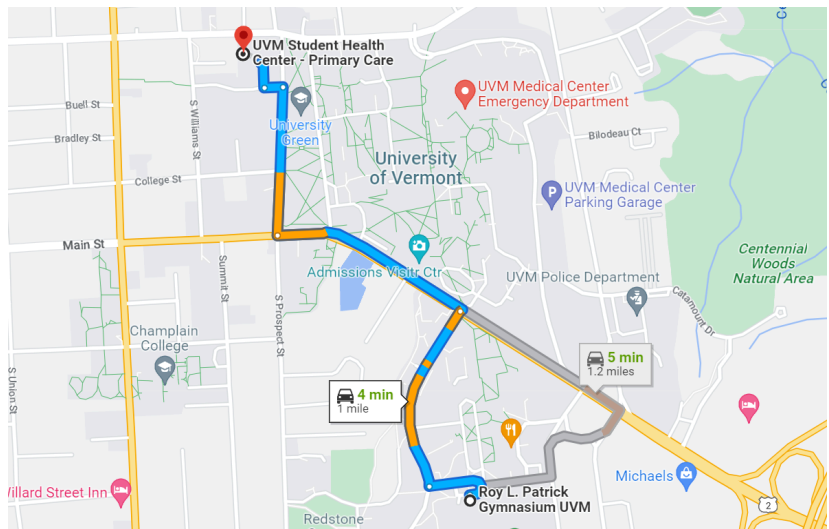 UVM Student Health
Center - Primary Care
Buell St
S Williams St
UVM Medical Center
Emergency Department
University
Green
Bradley St
Bilodeau Ct
University
of Vermont
College St
UVM Medical Center
Parking Garage
Main St
Admissions Visitr Ctr
UVM Police Department
Centennial
Woods
Natural Area
Summit St
S Prospect St
Catamount Dr
Champlain
College
5 min
1.2 miles
S Union St
4 min
1 mile
Michaels
Willard Street Inn
Roy L. Patrick
Gymnasium UVM
2
Redstone